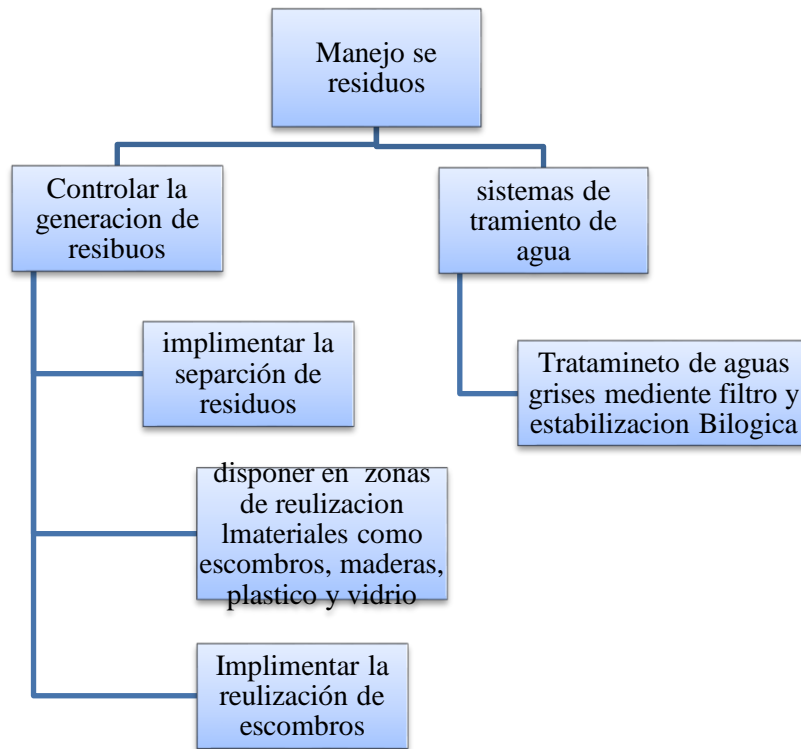 Manejo se
residuos
Controlar la
generacion de
resibuos
sistemas de
tramiento de
agua
implimentar la
separción de
residuos
Tratamineto de aguas
grises mediente filtro y
estabilizacion Bilogica
disponer en zonas
de reulizacion
lmateriales como
escombros, maderas,
plastico y vidrio
Implimentar la
reulización de
escombros